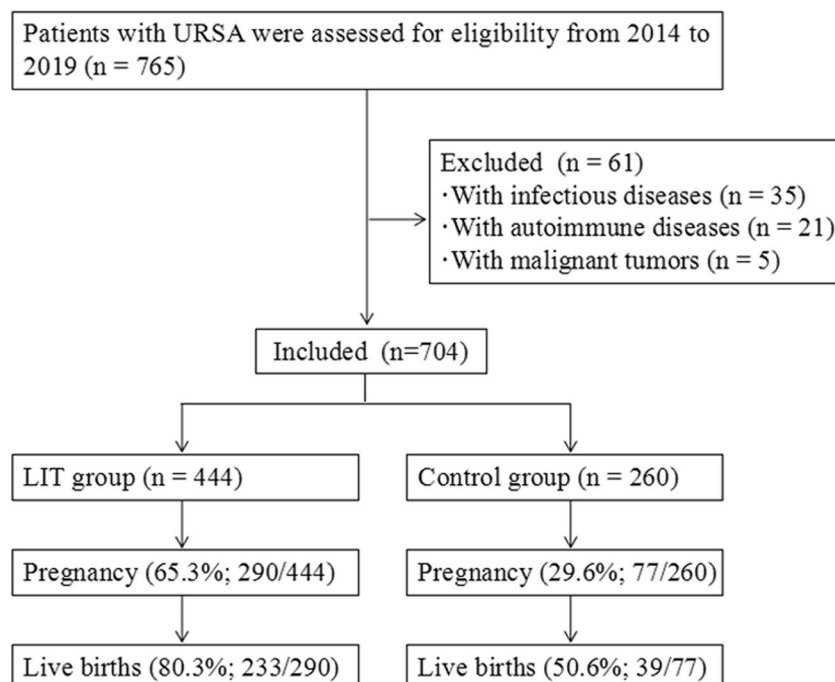 Patients with URSA were assessed for eligibility from 2014 to
2019 (n = 765)
Excluded (n = 61)
·With infectious diseases (n = 35)
·With autoimmune diseases (n = 21)
·With malignant tumors (n = 5)
Included (n=704)
LIT group (n = 444)
Control group (n = 260)
Pregnancy (65.3%; 290/444)
Pregnancy (29.6%; 77/260)
Live births (80.3%; 233/290)
Live births (50.6%; 39/77)